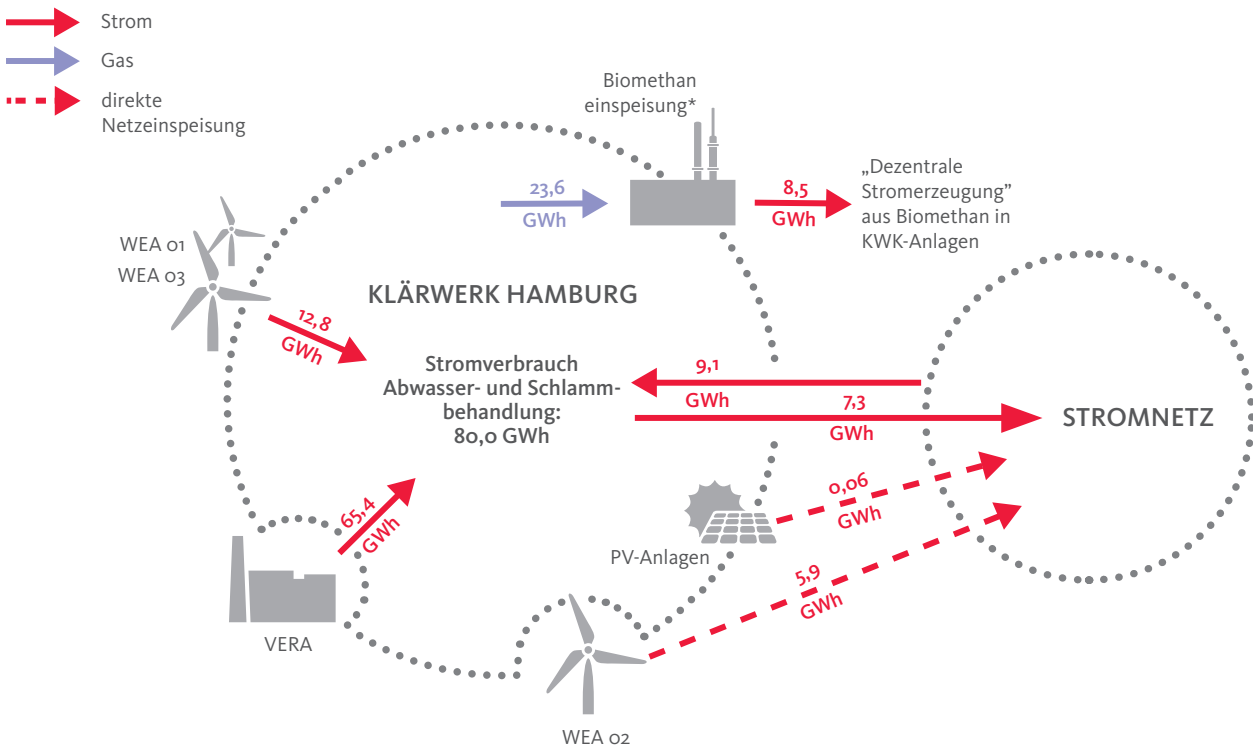 Strom
Gas
direkte
Netzeinspeisung
Biomethan
einspeisung*
23,6
GWh
8,5
GWh
„Dezentrale
Stromerzeugung”
aus Biomethan in
KWK-Anlagen
WEA 01
WEA 03
KLÄRWERK HAMBURG
12,8
GWh
Stromverbrauch
Abwasser- und Schlamm-
behandlung:
80,0 GWh
9,1
GWh
7,3
GWh
STROMNETZ
65,4
GWh
0,06
GWh
PV-Anlagen
5,9
GWh
VERA
WEA 02